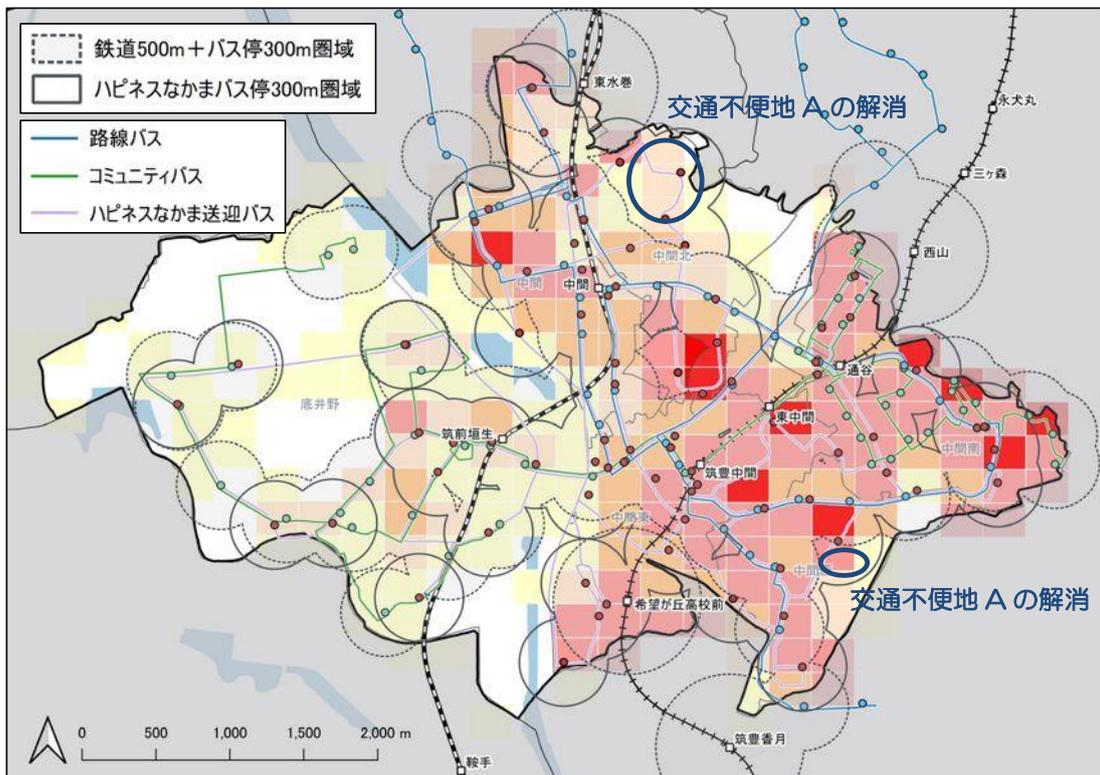 鉄道500m＋バス停300m圏域
ハピネスなかまバス停300m圏域
路線バス
コミュニティバス
ハピネスなかま送迎バス
東水巻
交通不便地Aの解消
永犬丸
三ヶ森
西山
中間北
中間
中間
通谷
底井野
東中間
筑前垣生
中間南
筑豊中間
中間東
中間
交通不便地Aの解消
希望が丘高校前
0 500 1,000 1,500 2,000 m
筑豊香月
鞍手